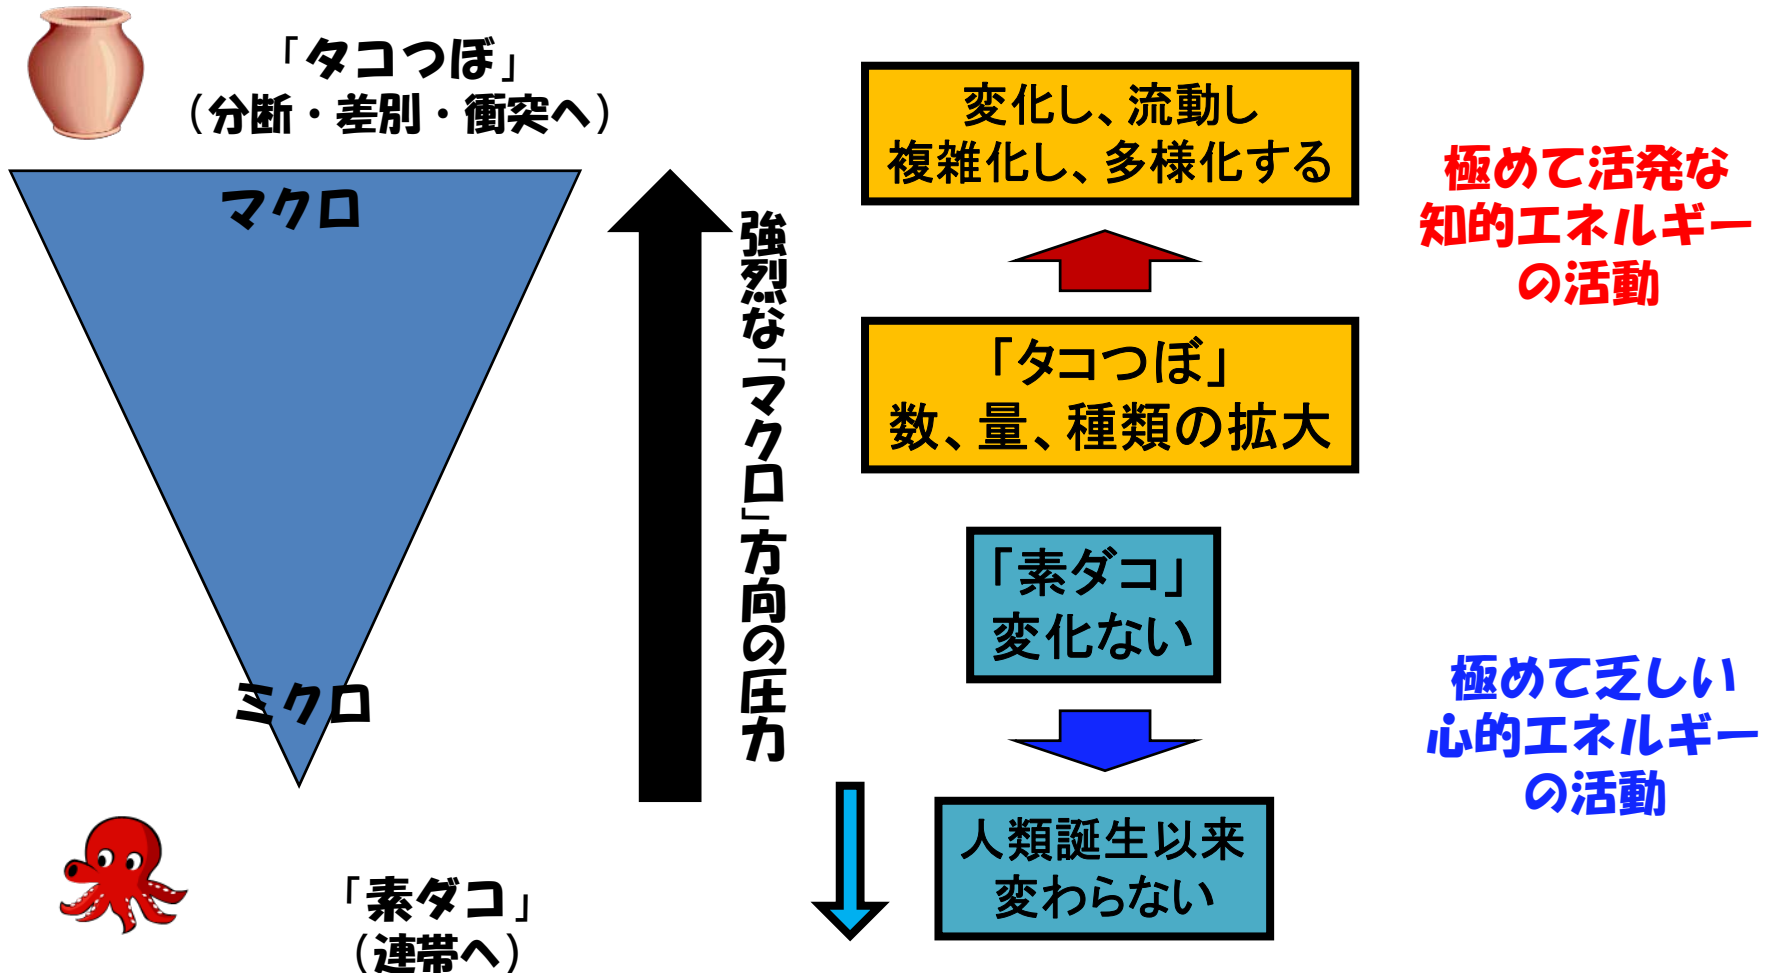 「タコつぼ」
（分断・差別・衝突へ）
マクロ
ミクロ
「素ダコ」
（連帯へ）
強烈な「マクロ」方向の圧力
変化し、流動し
複雑化し、多様化する
「タコつぼ」
数、量、種類の拡大
「素ダコ」
変化ない
人類誕生以来
変わらない
極めて活発な
知的エネルギー
の活動
極めて乏しい
心的エネルギー
の活動